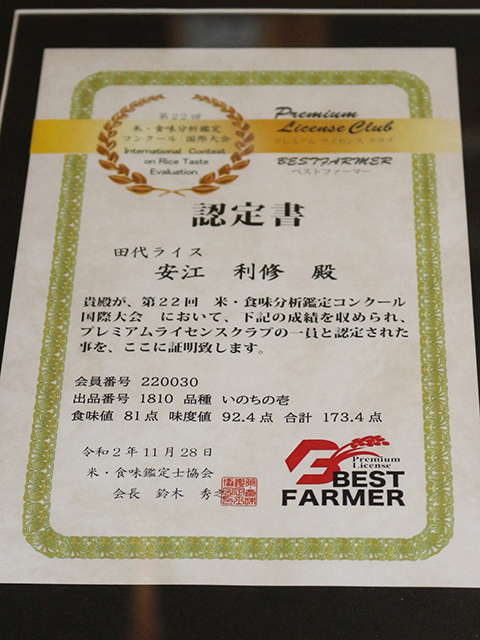 第22回
米・食味分析鑑定
コンクール:国際大会
International Contest
on Rice Taste
Evaluation
Premium
License Club
プレミアム ライセンス クラブ
BESTFARMER
ベストファーマー
認定書
田代ライス
安江 利修 殿
貴殿が、第22回 米・食味分析鑑定コンクール
国際大会 において、下記の成績を収められ、
プレミアムライセンスクラブの一員と認定された
事を、ここに証明致します。
会員番号 220030
出品番号 1810 品種 いのちの壱
食味値 81点 味度値 92.4点 合計 173.4点
令和2年11月28日
米・食味鑑定士協会
会長 鈴木 秀之
Premium
License
BEST
FARMER